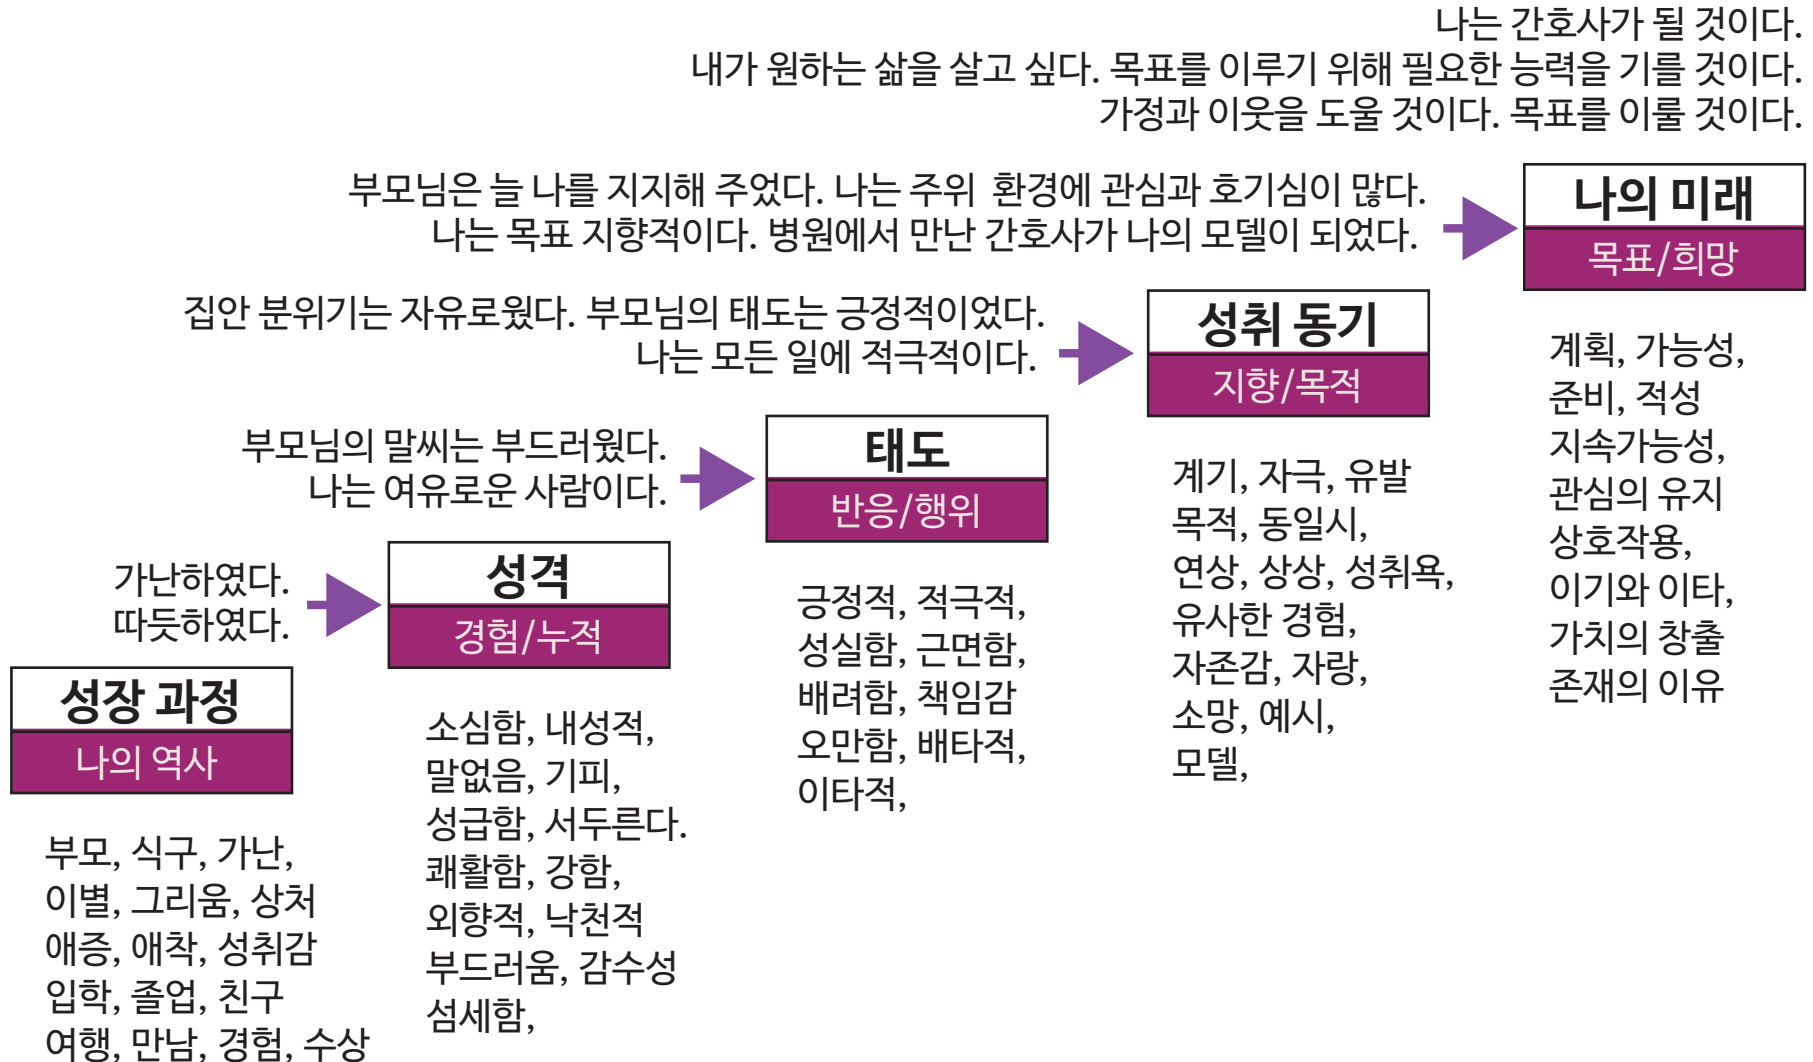 나는 간호사가 될 것이다.
내가 원하는 삶을 살고 싶다. 목표를 이루기 위해 필요한 능력을 기를 것이다.
가정과 이웃을 도울 것이다. 목표를 이룰 것이다.
부모님은 늘 나를 지지해 주었다. 나는 주위 환경에 관심과 호기심이 많다.
나는 목표 지향적이다. 병원에서 만난 간호사가 나의 모델이 되었다.
나의 미래
목표/희망
계획, 가능성,
준비, 적성
지속가능성,
관심의 유지
상호작용,
이기와 이타,
가치의 창출
존재의 이유
집안 분위기는 자유로웠다. 부모님의 태도는 긍정적이었다.
나는 모든 일에 적극적이다.
성취 동기
지향/목적
계기, 자극, 유발
목적, 동일시,
연상, 상상, 성취욕,
유사한 경험,
자존감, 자랑,
소망, 예시,
모델,
부모님의 말씨는 부드러웠다.
나는 여유로운 사람이다.
태도
반응/행위
긍정적, 적극적,
성실함, 근면함,
배려함, 책임감
오만함, 배타적,
이타적,
가난하였다.
따듯하였다.
성격
경험/누적
소심함, 내성적,
말없음, 기피,
성급함, 서두른다.
쾌활함, 강함,
외향적, 낙천적
부드러움, 감수성
섬세함,
성장 과정
나의 역사
부모, 식구, 가난,
이별, 그리움, 상처
애증, 애착, 성취감
입학, 졸업, 친구
여행, 만남, 경험, 수상